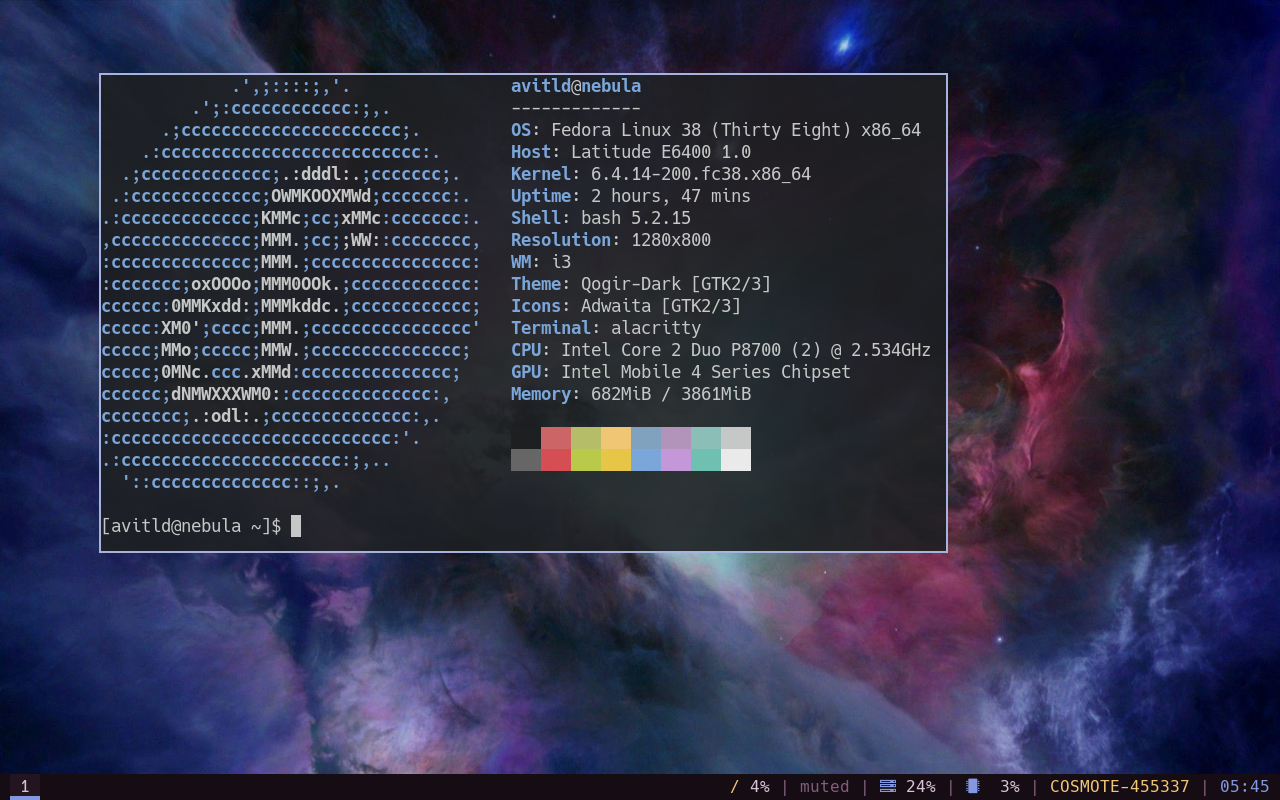 .',;::::;,'.
         .';:cccccccccccc:;,.
      .;cccccccccccccccccccccc;.
    .:cccccccccccccccccccccccccc:.
  .;ccccccccccccc;.:dddl:.;ccccccc;.
 .:ccccccccccccc;OWMKOOXMWd;ccccccc:.
.:ccccccccccccc;KMMc;cc;xMMc:ccccccc:.
,cccccccccccccc;MMM.;cc;;WW::cccccccc,
:cccccccccccccc;MMM.;cccccccccccccccc:
:ccccccc;oxOOOo;MMM0OOk.;cccccccccccc:
cccccc:0MMKxdd:;MMMkddc.;cccccccccccc;
ccccc:XM0';cccc;MMM.;cccccccccccccccc'
ccccc;MMo;ccccc;MMW.;ccccccccccccccc;
ccccc;0MNc.ccc.xMMd:ccccccccccccccc;
cccccc;dNMWXXXWM0::cccccccccccccc:,
cccccccc;.:odl:.;cccccccccccccc:,.
:cccccccccccccccccccccccccccc:'.
.:cccccccccccccccccccccc:;,..
  '::cccccccccccccc::;,.
avitld@nebula
-------------
OS: Fedora Linux 38 (Thirty Eight) x86_64
Host: Latitude E6400 1.0
Kernel: 6.4.14-200.fc38.x86_64
Uptime: 2 hours, 47 mins
Shell: bash 5.2.15
Resolution: 1280x800
WM: i3
Theme: Qogir-Dark [GTK2/3]
Icons: Adwaita [GTK2/3]
Terminal: alacritty
CPU: Intel Core 2 Duo P8700 (2) @ 2.534GHz
GPU: Intel Mobile 4 Series Chipset
Memory: 682MiB / 3861MiB
[avitld@nebula ~]$
1
/ 4% | muted | 24% | 3% | COSMOTE-455337 | 05:45